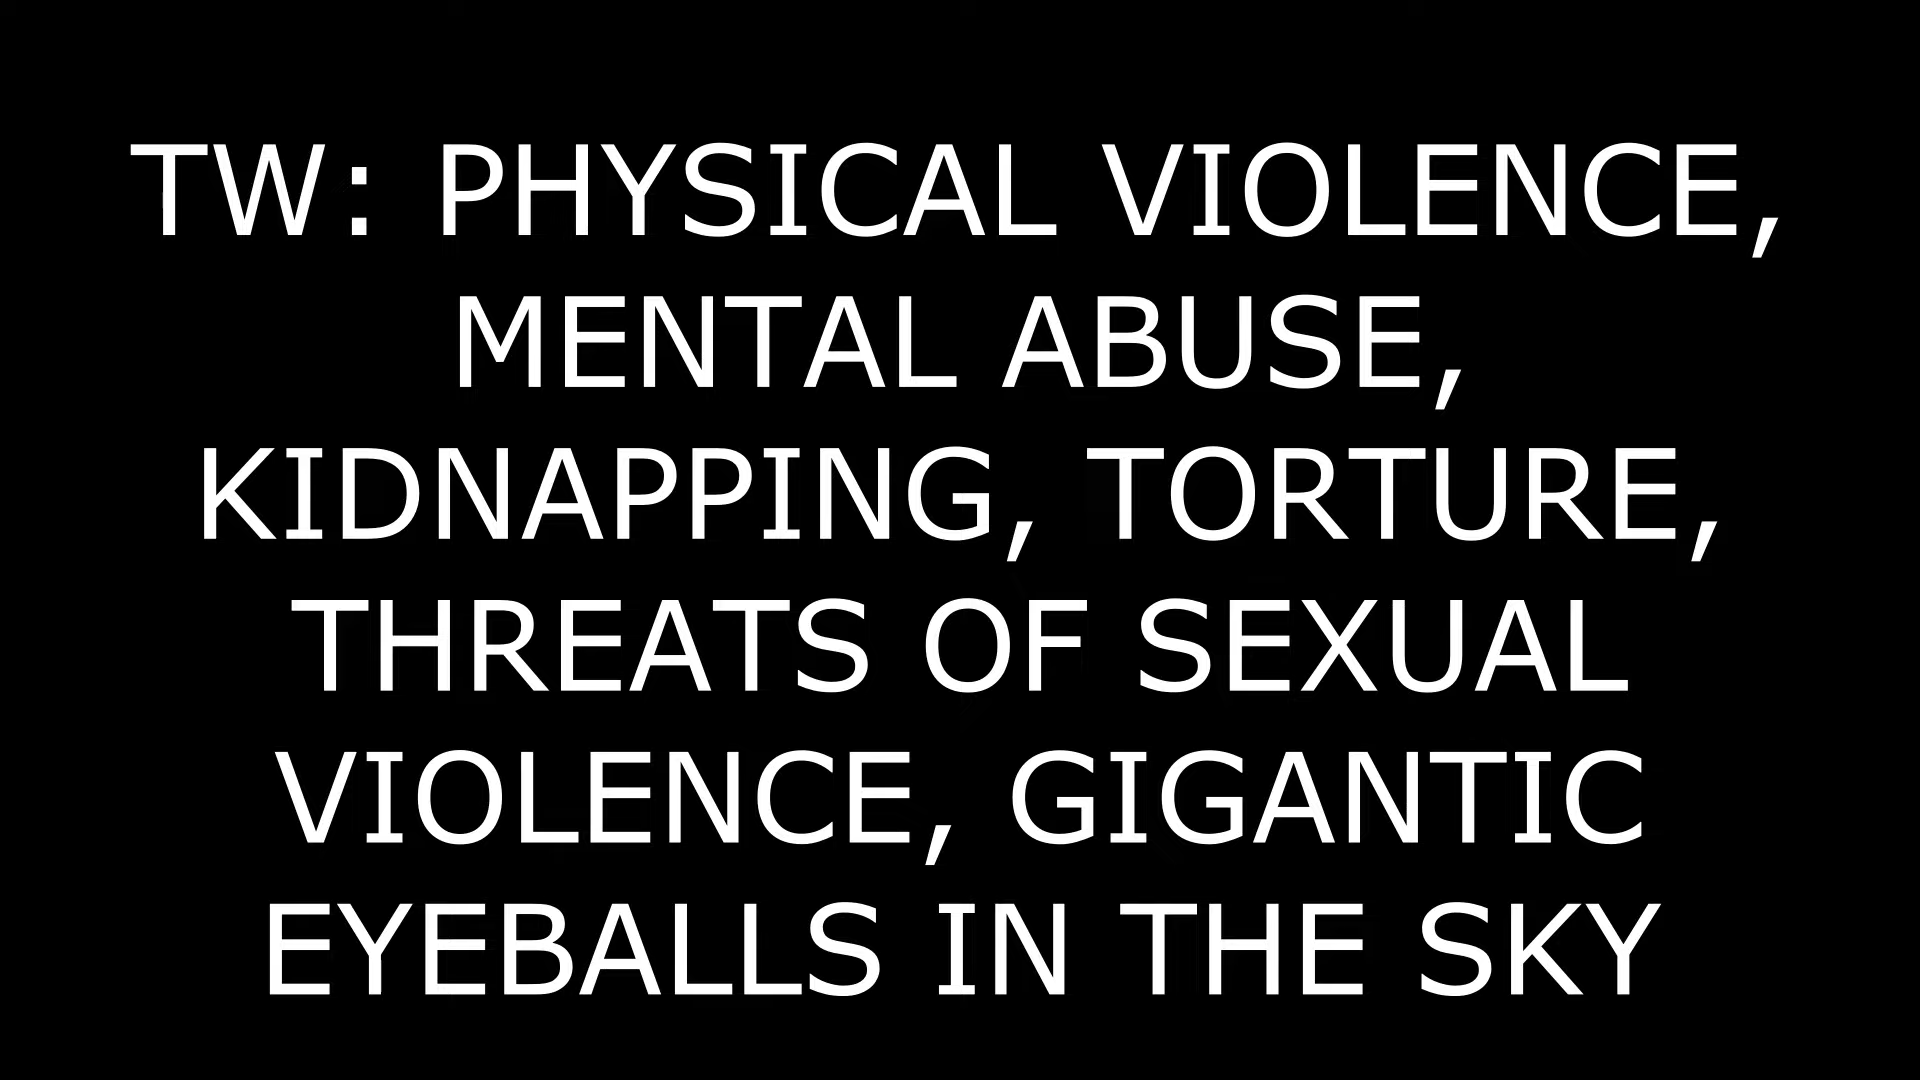 TW: PHYSICAL VIOLENCE,
MENTAL ABUSE,
KIDNAPPING, TORTURE,
THREATS OF SEXUAL
VIOLENCE, GIGANTIC
EYEBALLS IN THE SKY